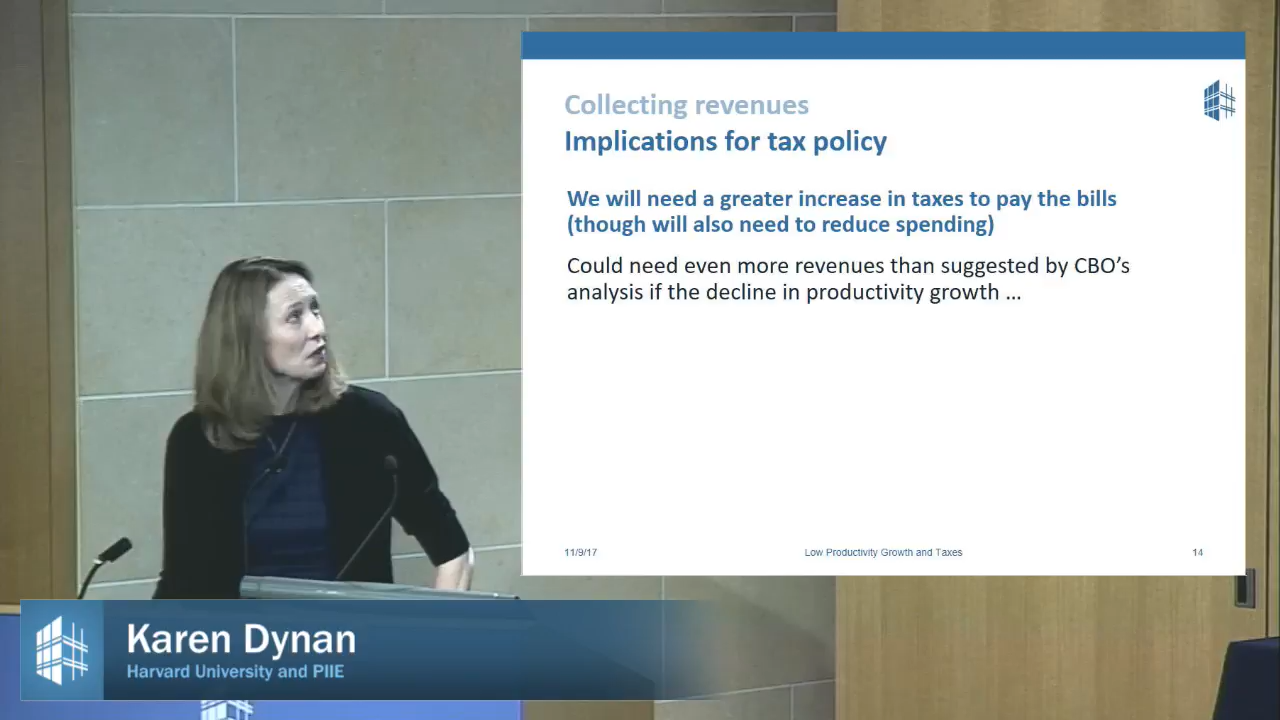 Collecting revenues
Implications for tax policy
We will need a greater increase in taxes to pay the bills
(though will also need to reduce spending)
Could need even more revenues than suggested by CBO’s
analysis if the decline in productivity growth …
11/9/17
Low Productivity Growth and Taxes
14
Karen Dynan
Harvard University and PIIE